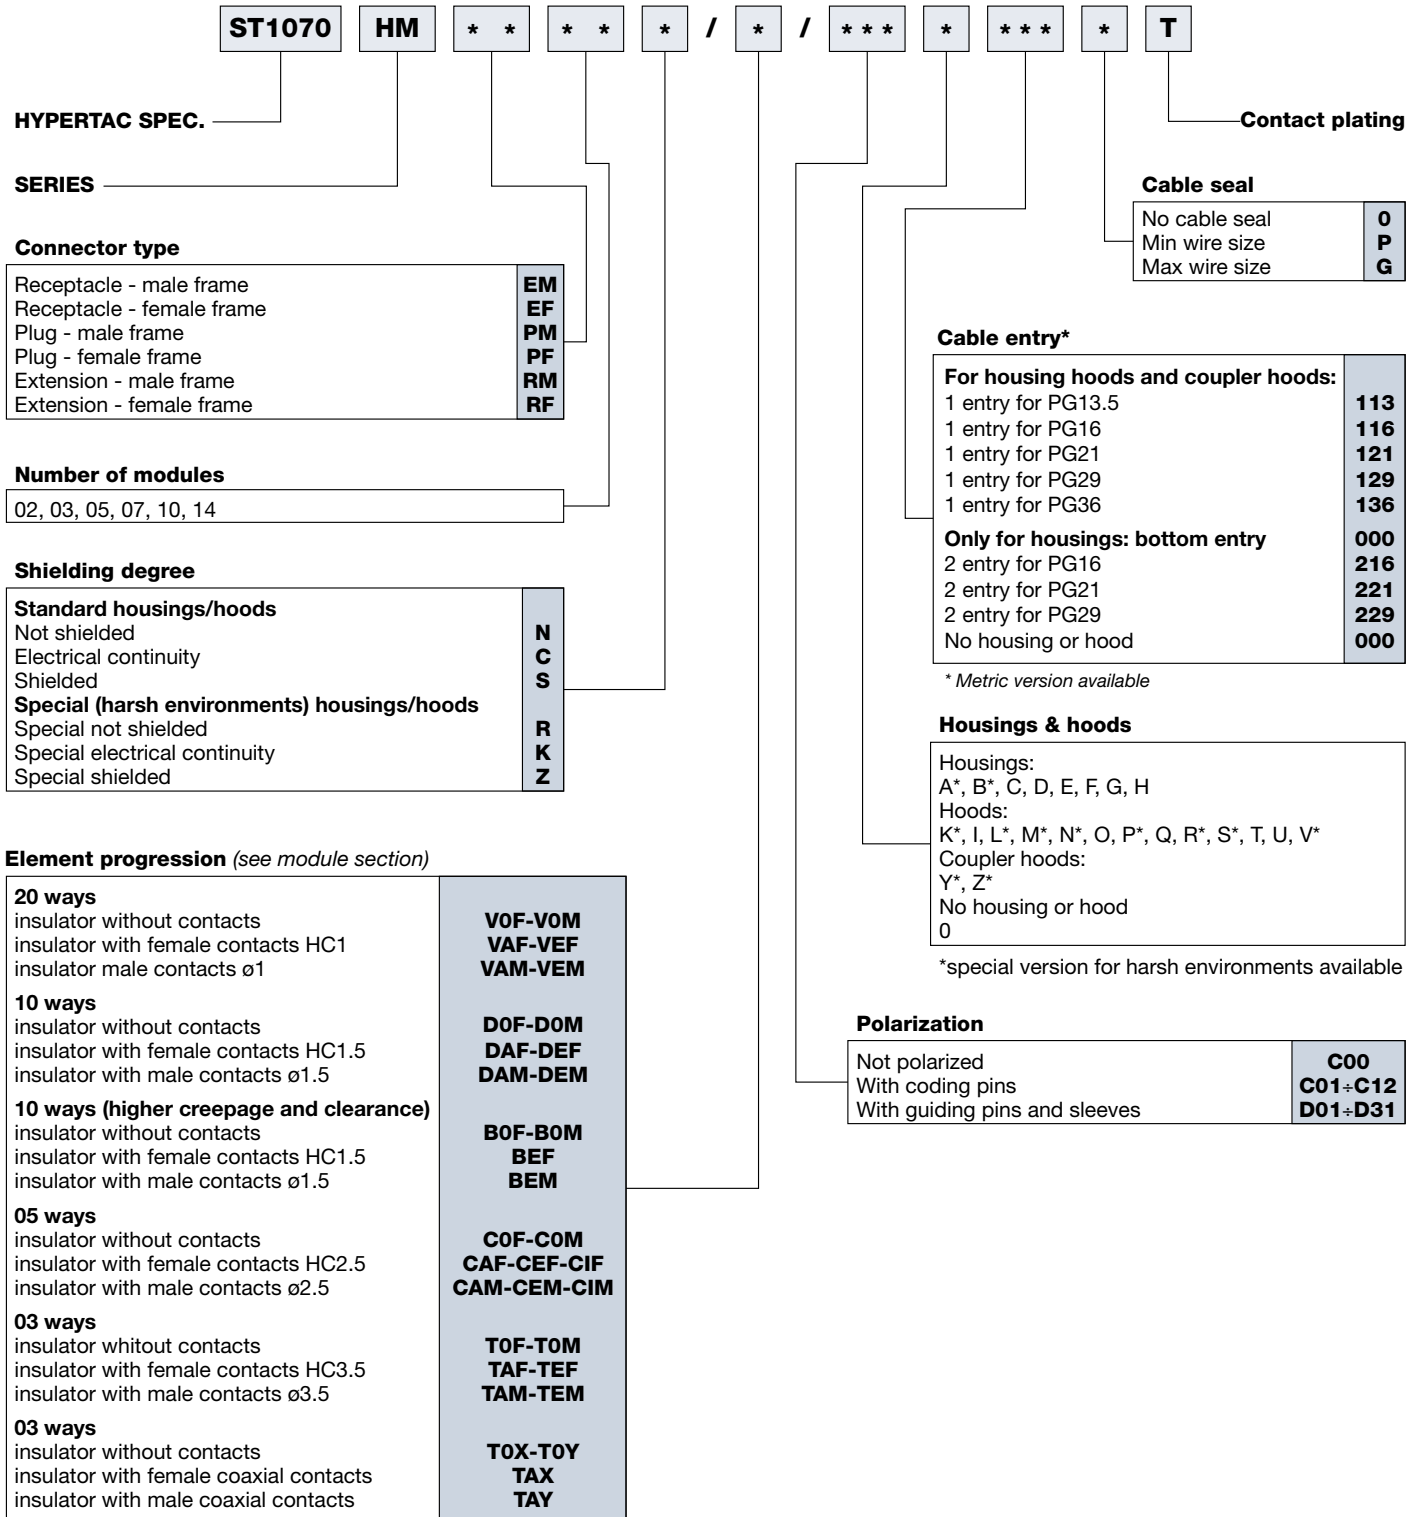 ST1070 HM * * * * * / * / *** * *** * T
HYPERTAC SPEC.
Contact plating
SERIES
Cable seal
No cable seal 0
Min wire size P
Max wire size G
Connector type
Receptacle - male frame EM
Receptacle - female frame EF
Plug - male frame PM
Plug - female frame PF
Extension - male frame RM
Extension - female frame RF
Number of modules
02, 03, 05, 07, 10, 14
Shielding degree
Standard housings/hoods
Not shielded N
Electrical continuity C
Shielded S
Special (harsh environments) housings/hoods
Special not shielded R
Special electrical continuity K
Special shielded Z
Cable entry*
For housing hoods and coupler hoods:
1 entry for PG13.5 113
1 entry for PG16 116
1 entry for PG21 121
1 entry for PG29 129
1 entry for PG36 136
Only for housings: bottom entry 000
2 entry for PG16 216
2 entry for PG21 221
2 entry for PG29 229
No housing or hood 000
* Metric version available
Housings & hoods
Housings:
A*, B*, C, D, E, F, G, H
Hoods:
K*, I, L*, M*, N*, O, P*, Q, R*, S*, T, U, V*
Coupler hoods:
Y*, Z*
No housing or hood
0
*special version for harsh environments available
Element progression (see module section)
20 ways
insulator without contacts V0F-V0M
insulator with female contacts HC1 VAF-VEF
insulator male contacts ø1 VAM-VEM
10 ways
insulator without contacts D0F-D0M
insulator with female contacts HC1.5 DAF-DEF
insulator with male contacts ø1.5 DAM-DEM
10 ways (higher creepage and clearance)
insulator without contacts B0F-B0M
insulator with female contacts HC1.5 BEF
insulator with male contacts ø1.5 BEM
05 ways
insulator without contacts C0F-C0M
insulator with female contacts HC2.5 CAF-CEF-CIF
insulator with male contacts ø2.5 CAM-CEM-CIM
03 ways
insulator whitout contacts T0F-T0M
insulator with female contacts HC3.5 TAF-TEF
insulator with male contacts ø3.5 TAM-TEM
03 ways
insulator without contacts T0X-T0Y
insulator with female coaxial contacts TAX
insulator with male coaxial contacts TAY
Polarization
Not polarized C00
With coding pins C01÷C12
With guiding pins and sleeves D01÷D31